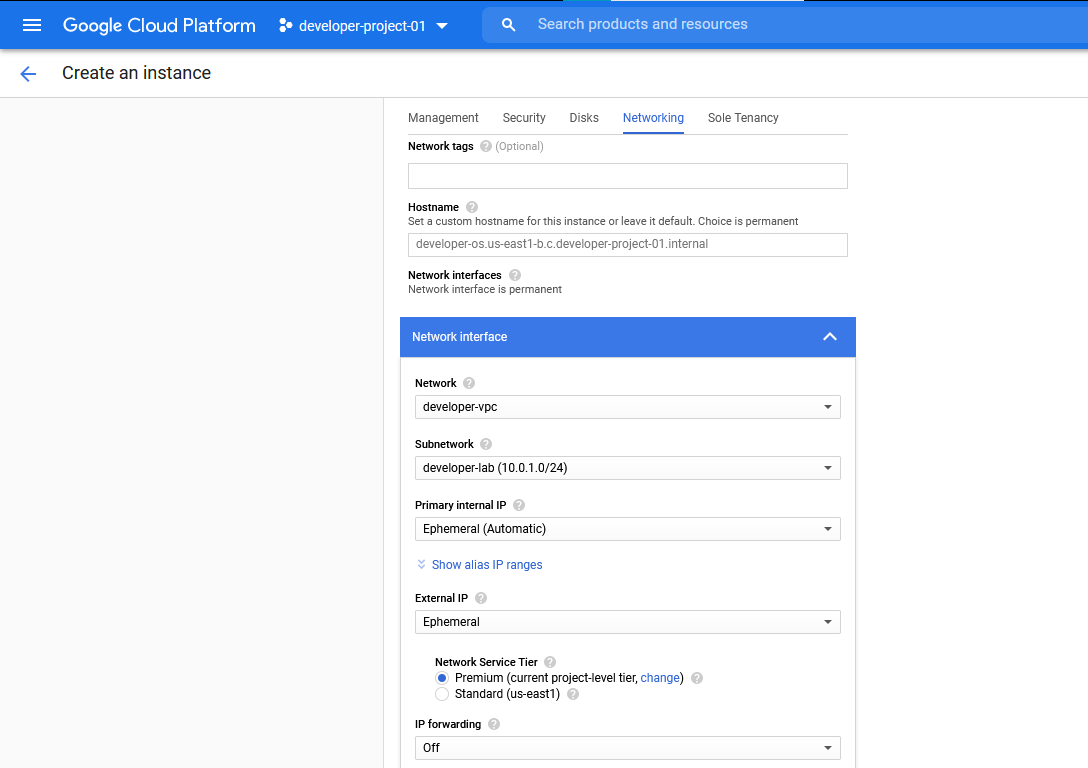 Google Cloud Platform developer-project-01 Search products and resources
Create an instance
Management Security Disks Networking Sole Tenancy
Network tags ? (Optional)
Hostname ?
Set a custom hostname for this instance or leave it default. Choice is permanent
developer-os.us-east1-b.c.developer-project-01.internal
Network interfaces ?
Network interface is permanent
Network interface
Network ?
developer-vpc
Subnetwork ?
developer-lab (10.0.1.0/24)
Primary internal IP ?
Ephemeral (Automatic)
Show alias IP ranges
External IP ?
Ephemeral
Network Service Tier ?
Premium (current project-level tier, change) ?
Standard (us-east1) ?
IP forwarding ?
Off